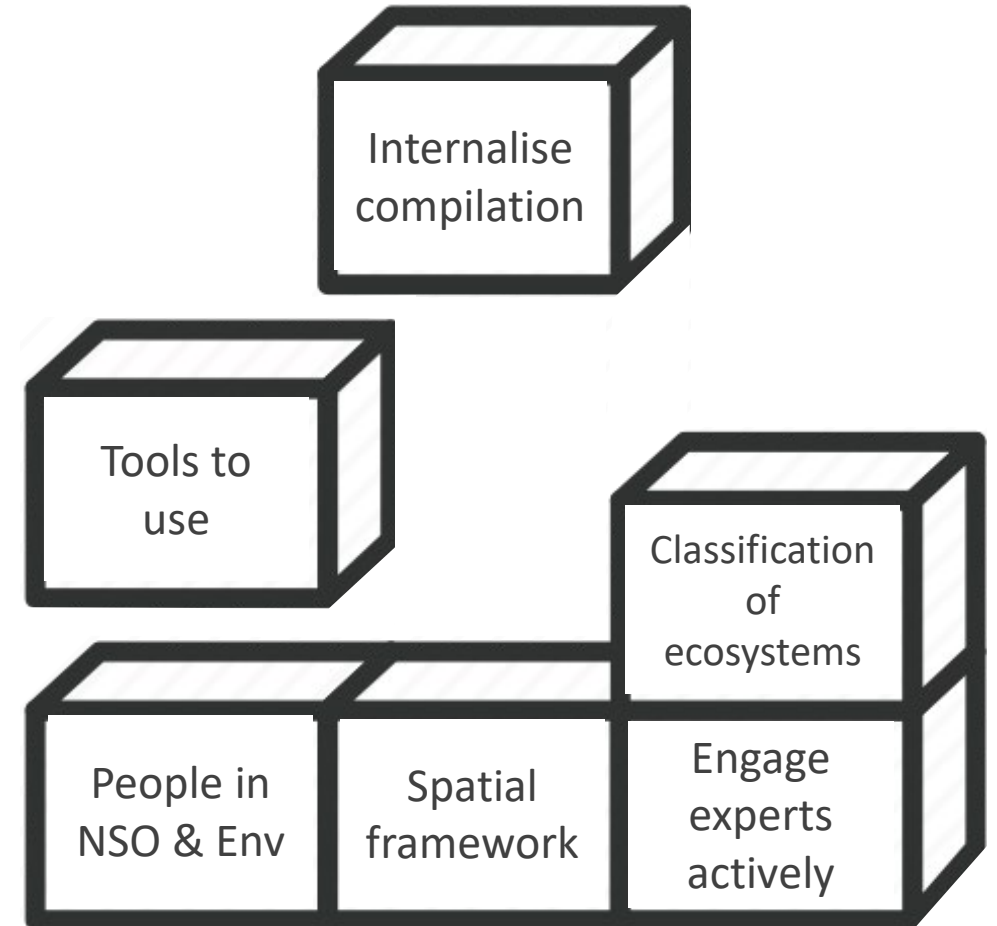 Internalise
compilation
Tools to
use
Classification
of
ecosystems
People in
NSO & Env
Spatial
framework
Engage
experts
actively